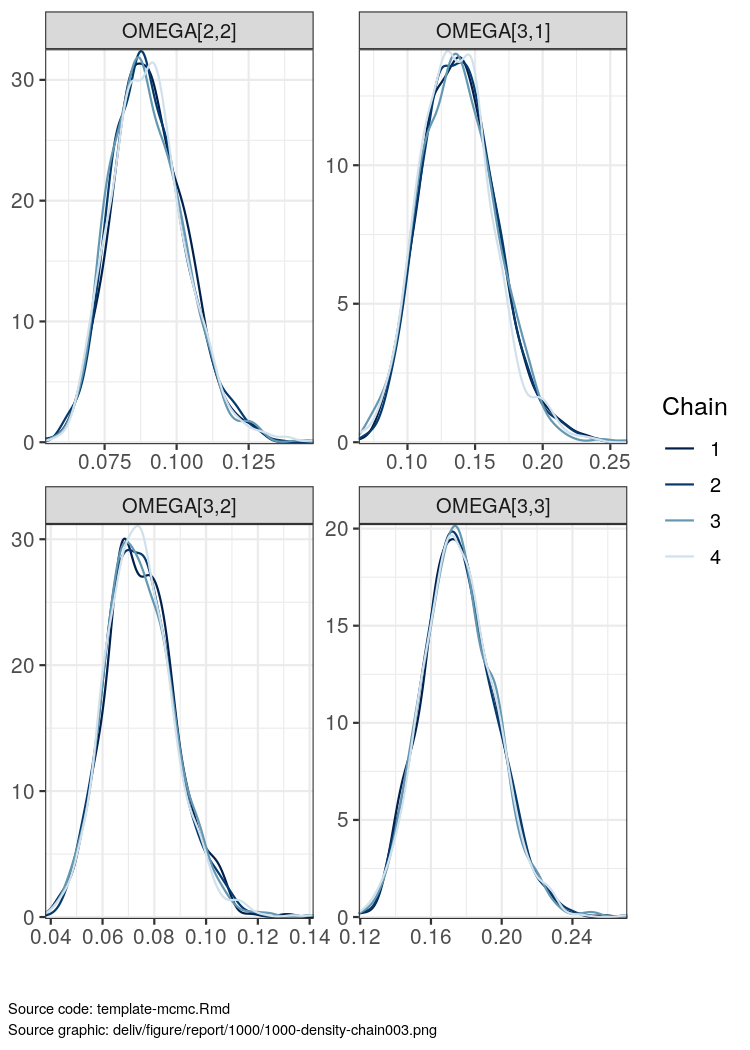 OMEGA[2,2]
OMEGA[3,1]
30
20
10
0
10
5
0
0.075 0.100 0.125
0.10 0.15 0.20 0.25
Chain
1
2
3
4
OMEGA[3,2]
OMEGA[3,3]
30
20
10
0
20
15
10
5
0
0.04 0.06 0.08 0.10 0.12 0.14
0.12 0.16 0.20 0.24
Source code: template-mcmc.Rmd
Source graphic: deliv/figure/report/1000/1000-density-chain003.png